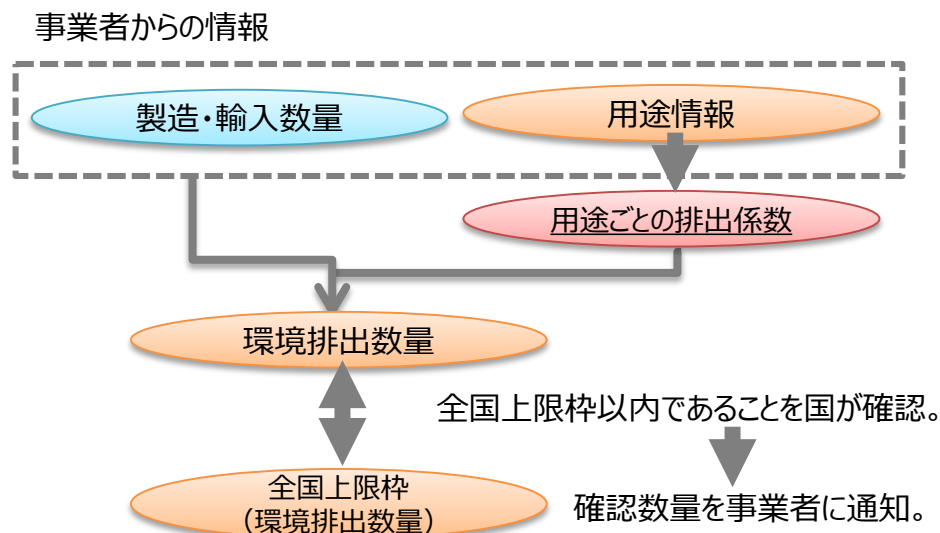 事業者からの情報
製造・輸入数量
用途情報
用途ごとの排出係数
環境排出数量
全国上限枠以内であることを国が確認。
全国上限枠
（環境排出数量）
確認数量を事業者に通知。